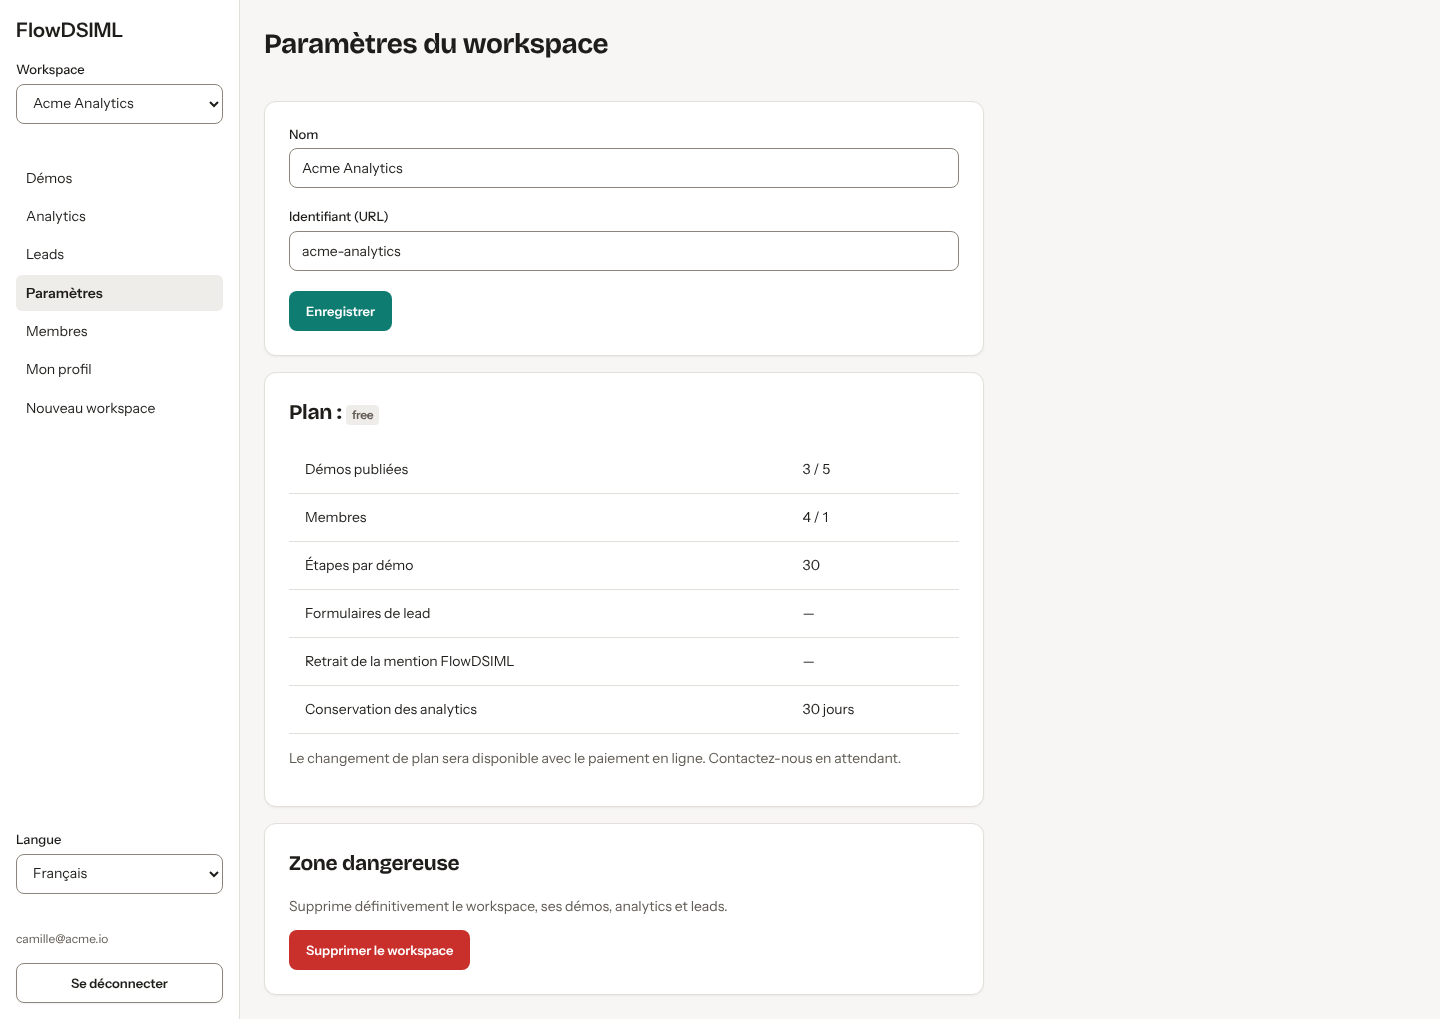 FlowDSIML
Workspace
Acme Analytics
Démos
Analytics
Leads
Paramètres
Membres
Mon profil
Nouveau workspace
Langue
Français
camille@acme.io
Se déconnecter
Paramètres du workspace
Nom
Acme Analytics
Identifiant (URL)
acme-analytics
Enregistrer
Plan : free
Démos publiées 3 / 5
Membres 4 / 1
Étapes par démo 30
Formulaires de lead —
Retrait de la mention FlowDSIML —
Conservation des analytics 30 jours
Le changement de plan sera disponible avec le paiement en ligne. Contactez-nous en attendant.
Zone dangereuse
Supprime définitivement le workspace, ses démos, analytics et leads.
Supprimer le workspace